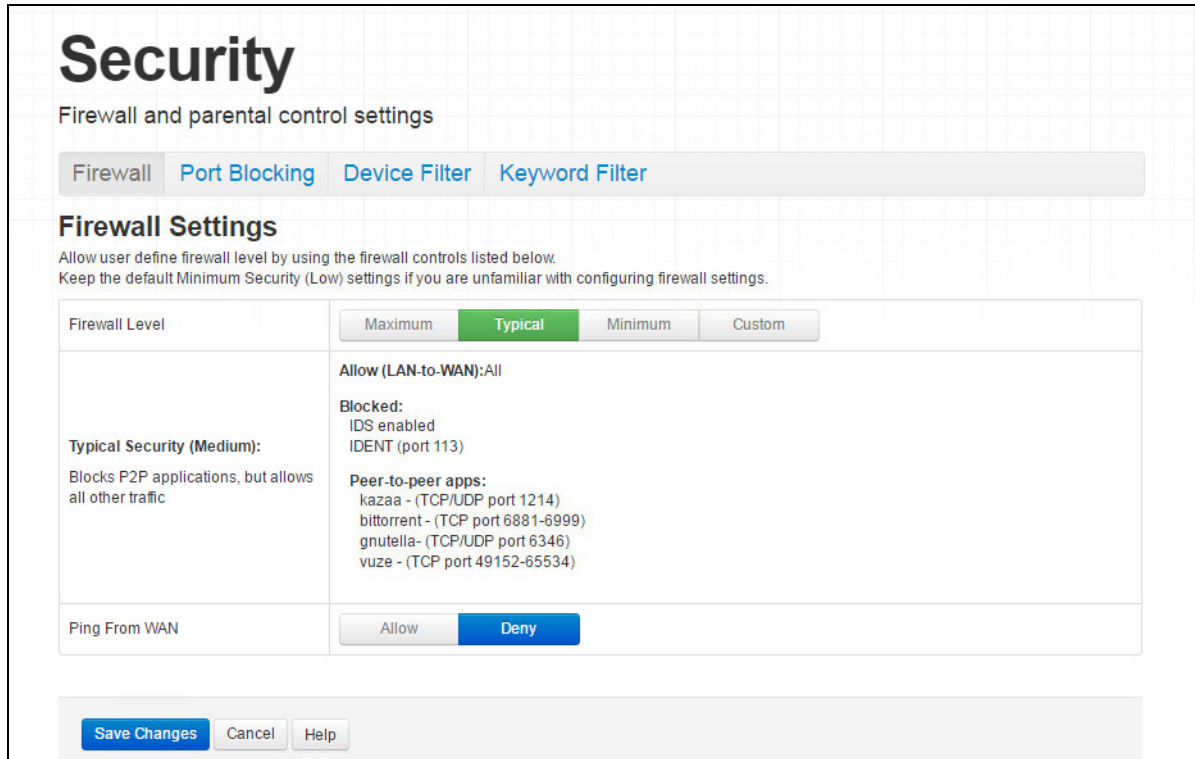 Security
Firewall and parental control settings
Firewall Port Blocking Device Filter Keyword Filter
Firewall Settings
Allow user define firewall level by using the firewall controls listed below.
Keep the default Minimum Security (Low) settings if you are unfamiliar with configuring firewall settings.
Firewall Level Maximum Typical Minimum Custom
Typical Security (Medium):
Blocks P2P applications, but allows
all other traffic
Allow (LAN-to-WAN):All
Blocked:
IDS enabled
IDENT (port 113)
Peer-to-peer apps:
kazaa - (TCP/UDP port 1214)
bittorrent - (TCP port 6881-6999)
gnutella- (TCP/UDP port 6346)
vuze - (TCP port 49152-65534)
Ping From WAN Allow Deny
Save Changes Cancel Help